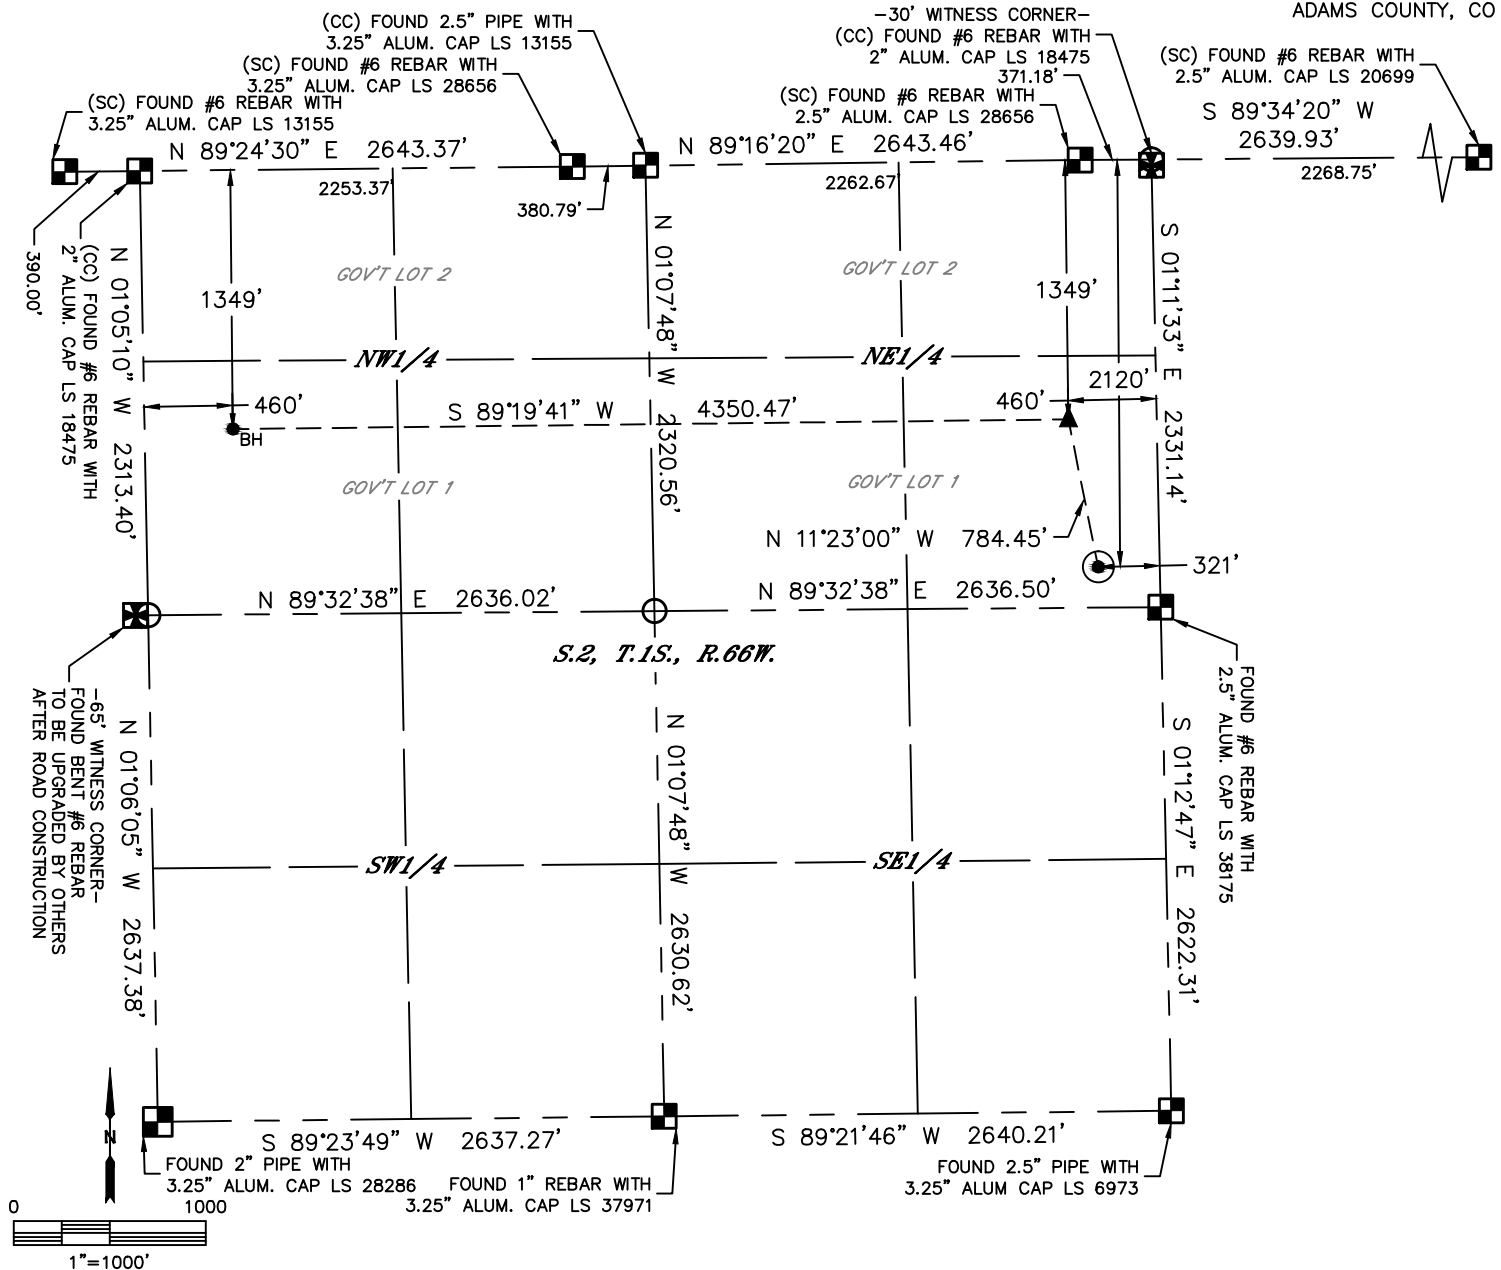 ADAMS COUNTY, CO
(CC) FOUND 2.5" PIPE WITH
3.25" ALUM. CAP LS 13155
-30' WITNESS CORNER-
(CC) FOUND #6 REBAR WITH
2" ALUM. CAP LS 18475
371.18'
(SC) FOUND #6 REBAR WITH
2.5" ALUM. CAP LS 20699
(SC) FOUND #6 REBAR WITH
3.25" ALUM. CAP LS 28656
(SC) FOUND #6 REBAR WITH
3.25" ALUM. CAP LS 13155
(SC) FOUND #6 REBAR WITH
2.5" ALUM. CAP LS 28656
S 89°34'20" W
2639.93'
2268.75'
N 89°24'30" E 2643.37'
2253.37'
380.79'
N 89°16'20" E 2643.46'
2262.67'
390.00'
(CC) FOUND #6 REBAR WITH
2" ALUM. CAP LS 18475
N 01°05'10" W 2313.40'
1349'
GOV'T LOT 2
N 01°07'48" W 2320.56'
GOV'T LOT 2
1349'
S 01°11'33" E 2331.14'
NW1/4
NE1/4
2120'
460'
BH
S 89°19'41" W 4350.47'
460'
GOV'T LOT 1
GOV'T LOT 1
N 11°23'00" W 784.45'
321'
N 89°32'38" E 2636.02'
N 89°32'38" E 2636.50'
S.2, T.1S., R.66W.
-65' WITNESS CORNER-
FOUND BENT #6 REBAR
TO BE UPGRADED BY OTHERS
AFTER ROAD CONSTRUCTION
N 01°06'05" W 2637.38'
N 01°07'48" W 2630.62'
S 01°12'47" E 2622.31'
FOUND #6 REBAR WITH
2.5" ALUM. CAP LS 38175
SW1/4
SE1/4
N
S 89°23'49" W 2637.27'
S 89°21'46" W 2640.21'
FOUND 2" PIPE WITH
3.25" ALUM. CAP LS 28286
FOUND 1" REBAR WITH
3.25" ALUM. CAP LS 37971
FOUND 2.5" PIPE WITH
3.25" ALUM CAP LS 6973
0 1000
1"=1000'